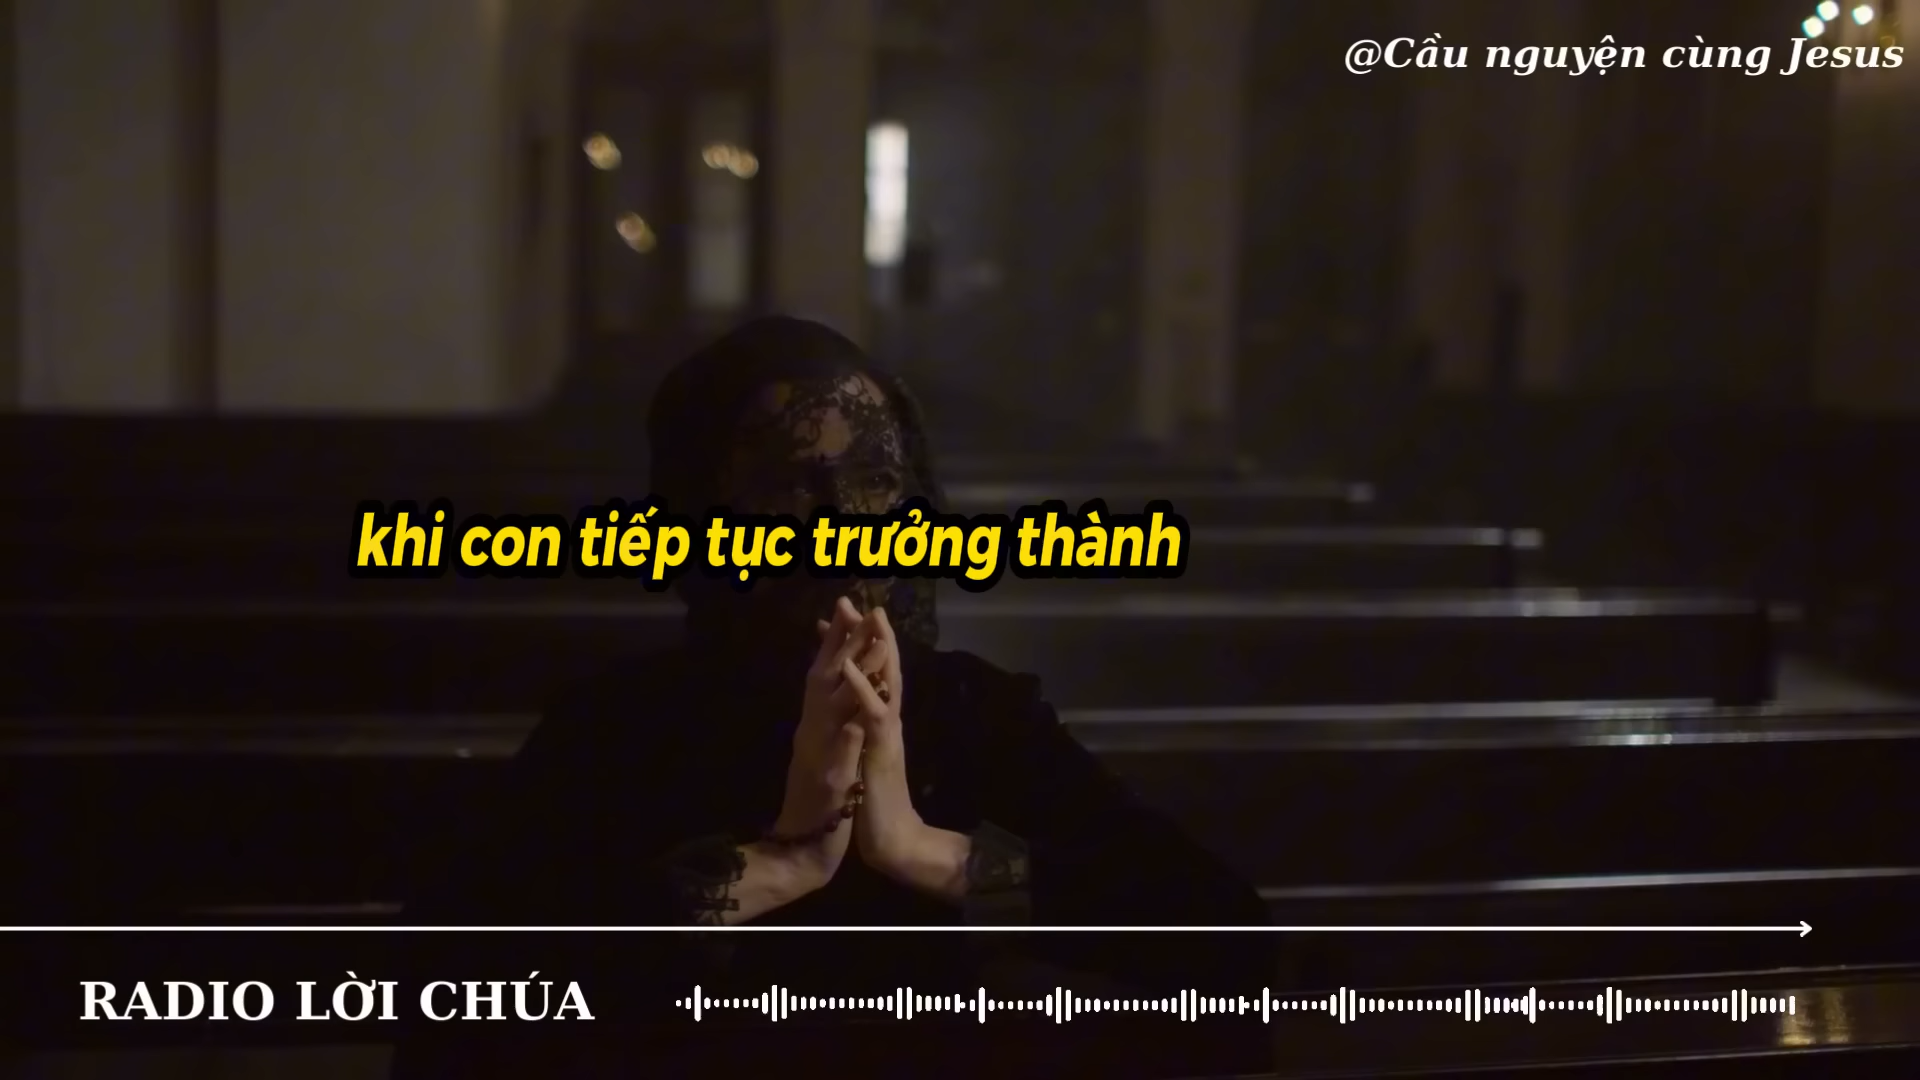 @Cầu nguyện cùng Jesus
khi con tiếp tục trưởng thành
RADIO LỜI CHÚA